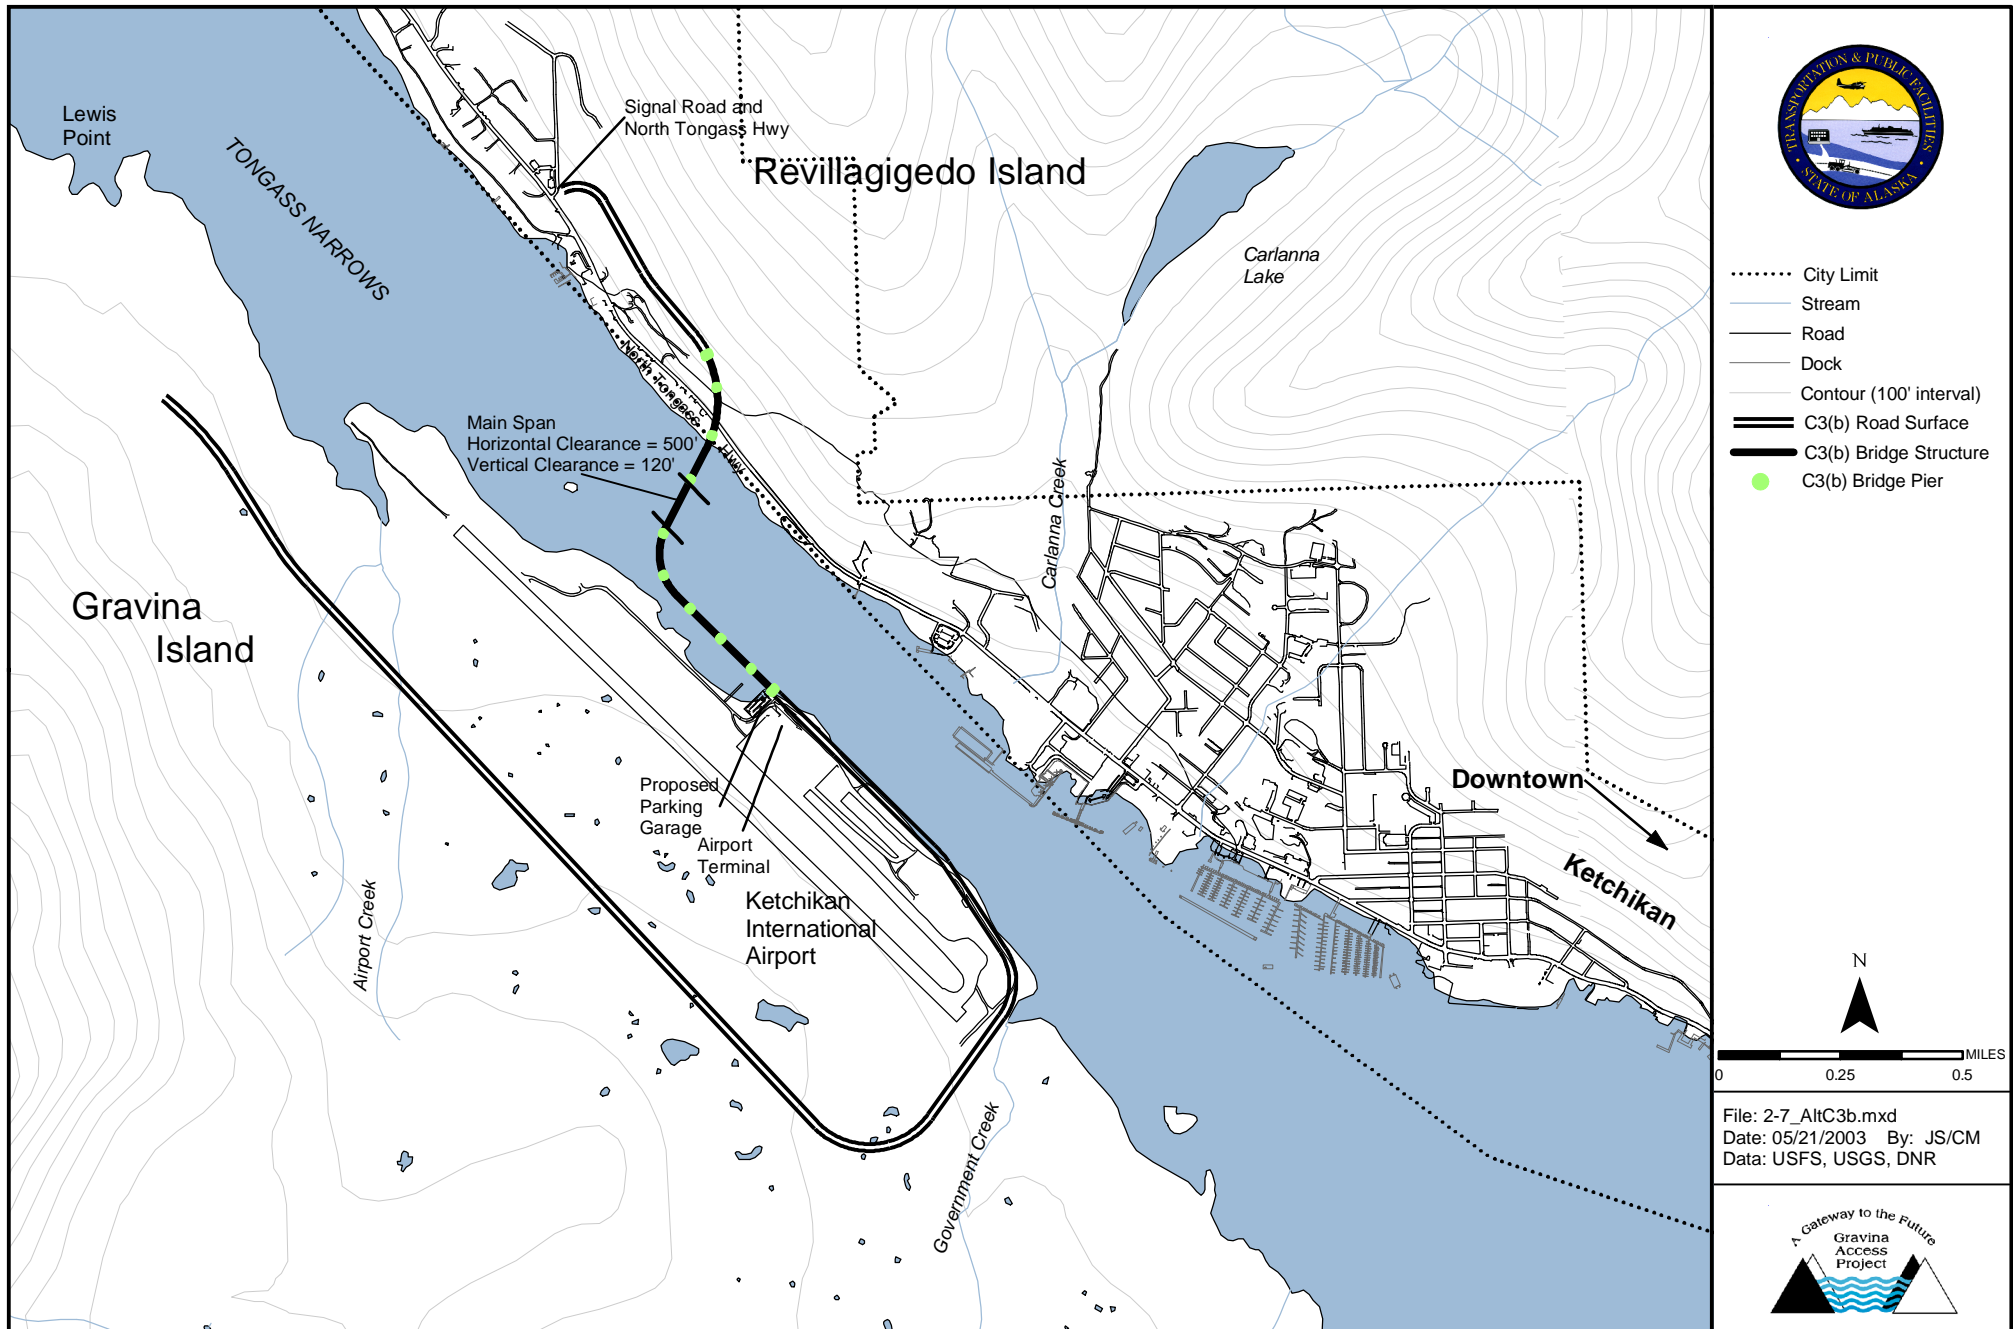 Lewis
Point
TONGASS NARROWS
Signal Road and
North Tongass Hwy
Revillagigedo Island
Carlanna
Lake
North Tongass Hwy
Main Span
Horizontal Clearance = 500'
Vertical Clearance = 120'
Carlanna Creek
Gravina
Island
Proposed
Parking
Garage
Airport
Terminal
Ketchikan
International
Airport
Airport Creek
Government Creek
Downtown
Ketchikan
TRANSPORTATION & PUBLIC FACILITIES
STATE OF ALASKA
City Limit
Stream
Road
Dock
Contour (100' interval)
C3(b) Road Surface
C3(b) Bridge Structure
C3(b) Bridge Pier
N
MILES
0 0.25 0.5
File: 2-7_AltC3b.mxd
Date: 05/21/2003 By: JS/CM
Data: USFS, USGS, DNR
A Gateway to the Future
Gravina
Access
Project